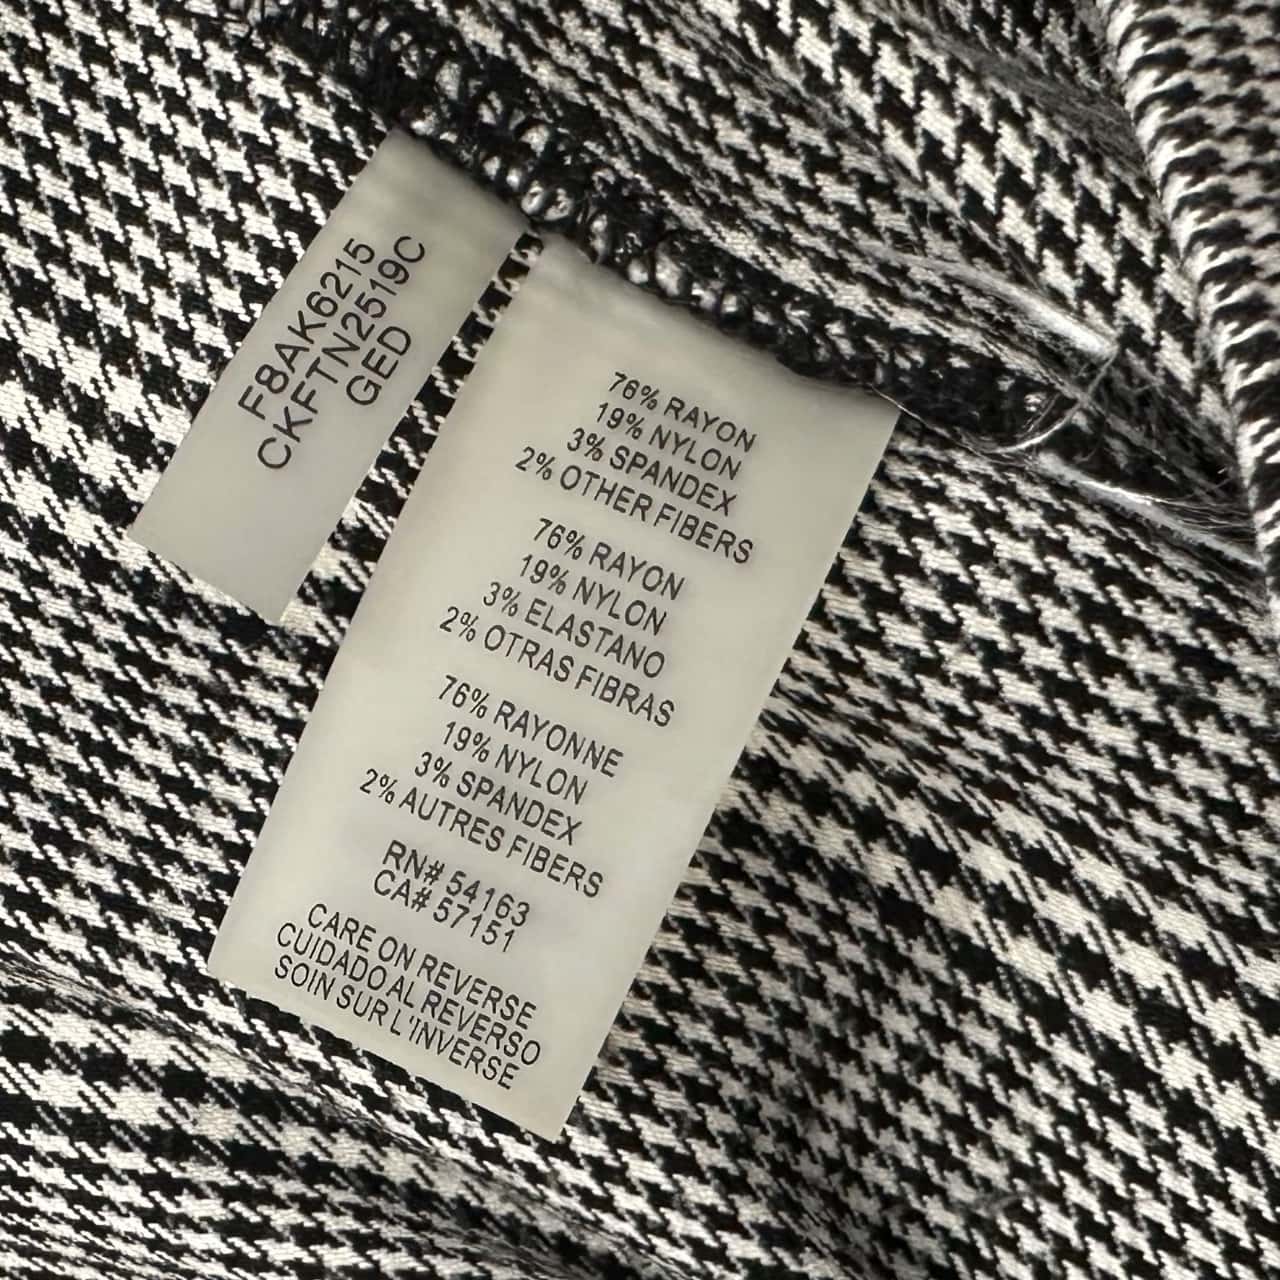 F8AK6215
CKFTN2519C
GED
76% RAYON
19% NYLON
3% SPANDEX
2% OTHER FIBERS
76% RAYON
19% NYLON
3% ELASTANO
2% OTRAS FIBRAS
76% RAYONNE
19% NYLON
3% SPANDEX
2% AUTRES FIBERS
RN# 54163
CA# 57151
CARE ON REVERSE
CUIDADO AL REVERSO
SOIN SUR L'INVERSE